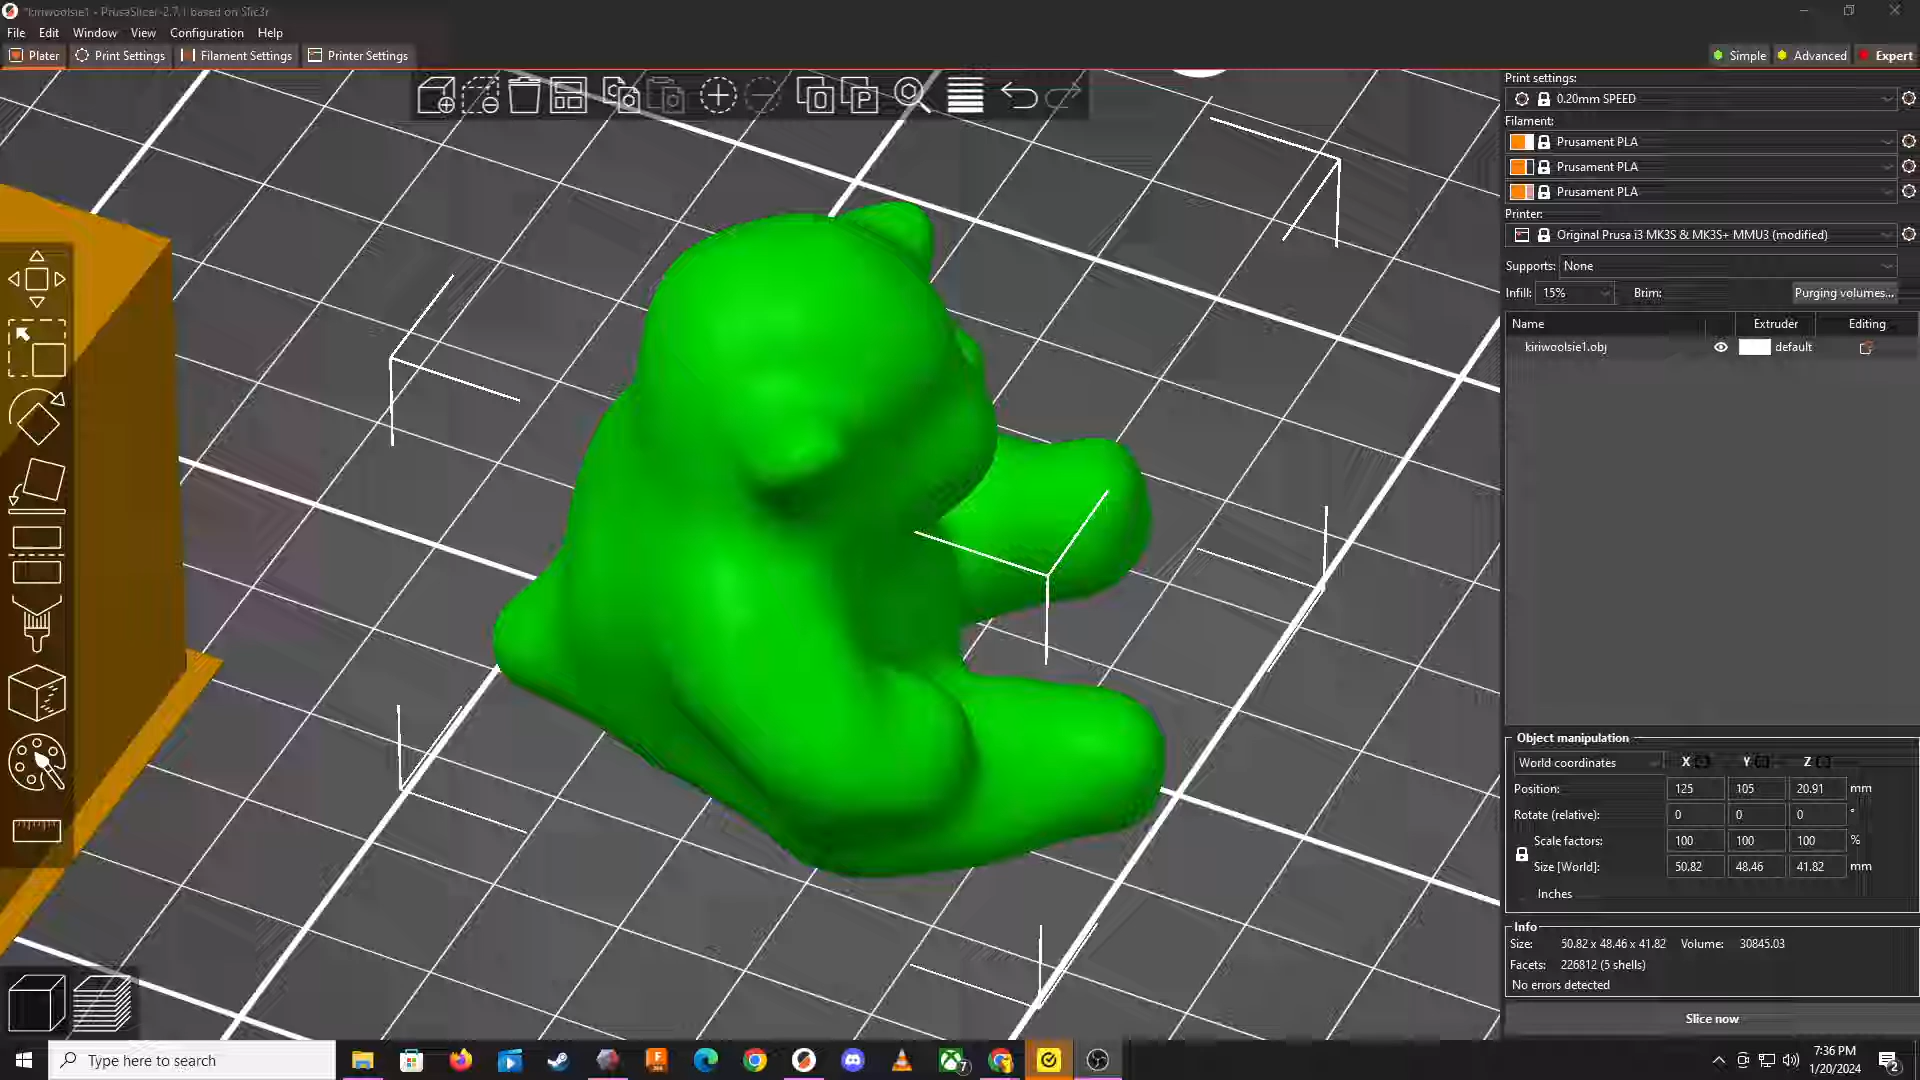 *kiriwoolsie1 - PrusaSlicer-2.7.1 based on Slic3r
File Edit Window View Configuration Help
Plater Print Settings Filament Settings Printer Settings
Simple Advanced Expert
Print settings:
0.20mm SPEED
Filament:
Prusament PLA
Prusament PLA
Prusament PLA
Printer:
Original Prusa i3 MK3S & MK3S+ MMU3 (modified)
Supports: None
Infill: 15% Brim: Purging volumes...
Name Extruder Editing
kiriwoolsie1.obj default
Object manipulation
World coordinates X Y Z
Position: 125 105 20.91 mm
Rotate (relative): 0 0 0 °
Scale factors: 100 100 100 %
Size [World]: 50.82 48.46 41.82 mm
Inches
Info
Size: 50.82 x 48.46 x 41.82 Volume: 30845.03
Facets: 226812 (5 shells)
No errors detected
Slice now
Type here to search
7:36 PM
1/20/2024